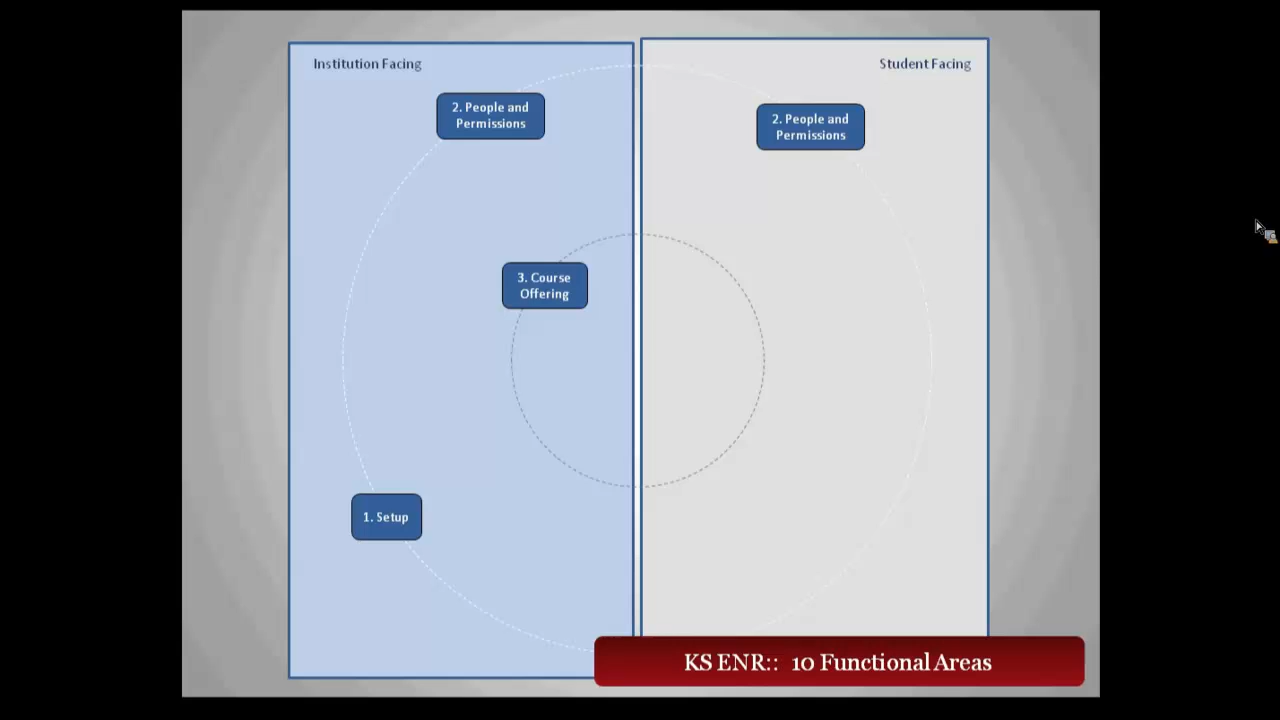 Institution Facing
Student Facing
2. People and
Permissions
2. People and
Permissions
3. Course
Offering
1. Setup
KS ENR:: 10 Functional Areas